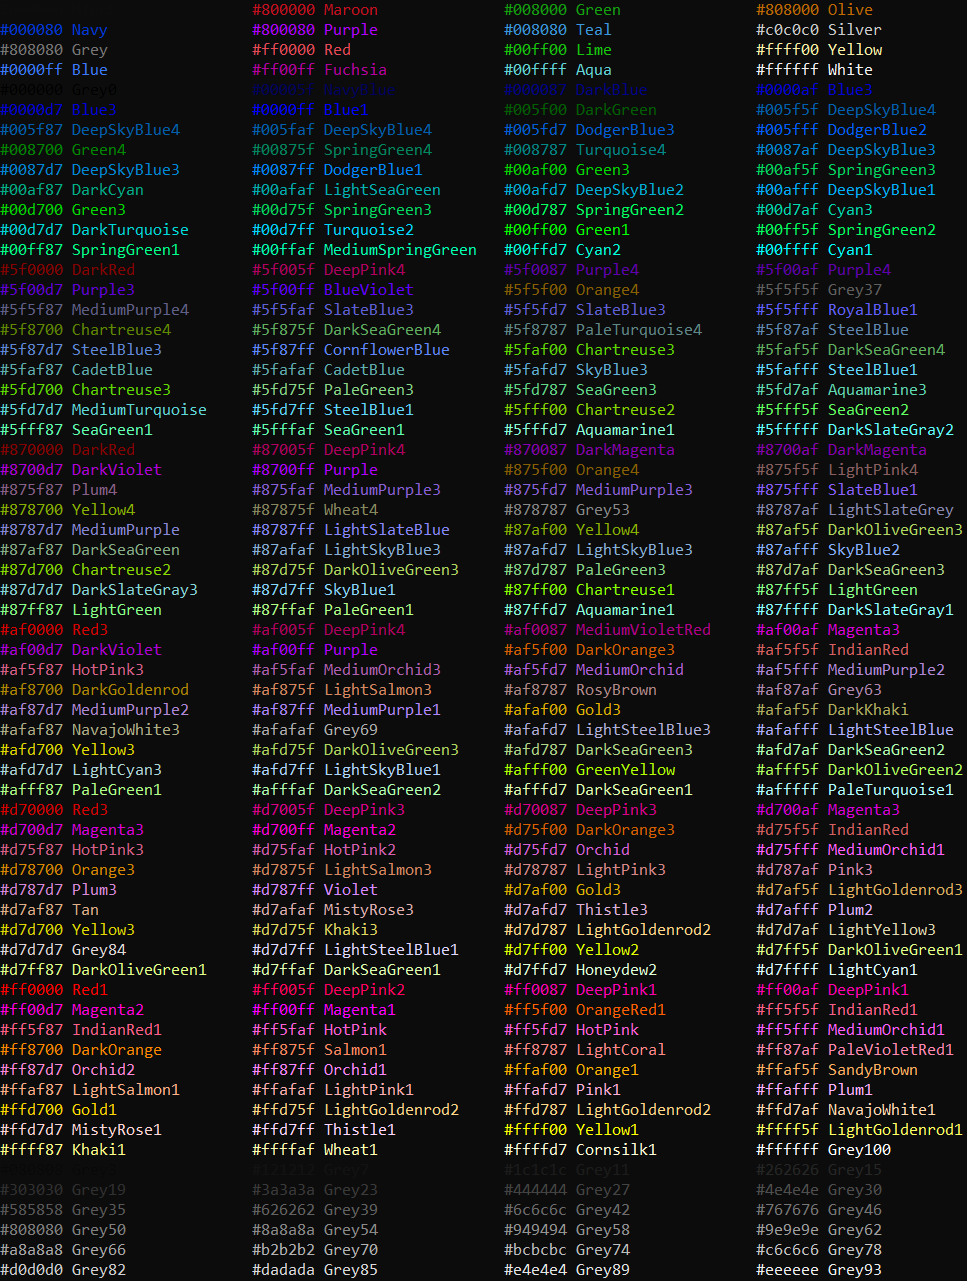 #800000 Maroon #008000 Green #808000 Olive
#000080 Navy #800080 Purple #008080 Teal #c0c0c0 Silver
#808080 Grey #ff0000 Red #00ff00 Lime #ffff00 Yellow
#0000ff Blue #ff00ff Fuchsia #00ffff Aqua #ffffff White
#000000 Grey0 #00005f NavyBlue #000087 DarkBlue #0000af Blue3
#0000d7 Blue3 #0000ff Blue1 #005f00 DarkGreen #005f5f DeepSkyBlue4
#005f87 DeepSkyBlue4 #005faf DeepSkyBlue4 #005fd7 DodgerBlue3 #005fff DodgerBlue2
#008700 Green4 #00875f SpringGreen4 #008787 Turquoise4 #0087af DeepSkyBlue3
#0087d7 DeepSkyBlue3 #0087ff DodgerBlue1 #00af00 Green3 #00af5f SpringGreen3
#00af87 DarkCyan #00afaf LightSeaGreen #00afd7 DeepSkyBlue2 #00afff DeepSkyBlue1
#00d700 Green3 #00d75f SpringGreen3 #00d787 SpringGreen2 #00d7af Cyan3
#00d7d7 DarkTurquoise #00d7ff Turquoise2 #00ff00 Green1 #00ff5f SpringGreen2
#00ff87 SpringGreen1 #00ffaf MediumSpringGreen #00ffd7 Cyan2 #00ffff Cyan1
#5f0000 DarkRed #5f005f DeepPink4 #5f0087 Purple4 #5f00af Purple4
#5f00d7 Purple3 #5f00ff BlueViolet #5f5f00 Orange4 #5f5f5f Grey37
#5f5f87 MediumPurple4 #5f5faf SlateBlue3 #5f5fd7 SlateBlue3 #5f5fff RoyalBlue1
#5f8700 Chartreuse4 #5f875f DarkSeaGreen4 #5f8787 PaleTurquoise4 #5f87af SteelBlue
#5f87d7 SteelBlue3 #5f87ff CornflowerBlue #5faf00 Chartreuse3 #5faf5f DarkSeaGreen4
#5faf87 CadetBlue #5fafaf CadetBlue #5fafd7 SkyBlue3 #5fafff SteelBlue1
#5fd700 Chartreuse3 #5fd75f PaleGreen3 #5fd787 SeaGreen3 #5fd7af Aquamarine3
#5fd7d7 MediumTurquoise #5fd7ff SteelBlue1 #5fff00 Chartreuse2 #5fff5f SeaGreen2
#5fff87 SeaGreen1 #5fffaf SeaGreen1 #5fffd7 Aquamarine1 #5fffff DarkSlateGray2
#870000 DarkRed #87005f DeepPink4 #870087 DarkMagenta #8700af DarkMagenta
#8700d7 DarkViolet #8700ff Purple #875f00 Orange4 #875f5f LightPink4
#875f87 Plum4 #875faf MediumPurple3 #875fd7 MediumPurple3 #875fff SlateBlue1
#878700 Yellow4 #87875f Wheat4 #878787 Grey53 #8787af LightSlateGrey
#8787d7 MediumPurple #8787ff LightSlateBlue #87af00 Yellow4 #87af5f DarkOliveGreen3
#87af87 DarkSeaGreen #87afaf LightSkyBlue3 #87afd7 LightSkyBlue3 #87afff SkyBlue2
#87d700 Chartreuse2 #87d75f DarkOliveGreen3 #87d787 PaleGreen3 #87d7af DarkSeaGreen3
#87d7d7 DarkSlateGray3 #87d7ff SkyBlue1 #87ff00 Chartreuse1 #87ff5f LightGreen
#87ff87 LightGreen #87ffaf PaleGreen1 #87ffd7 Aquamarine1 #87ffff DarkSlateGray1
#af0000 Red3 #af005f DeepPink4 #af0087 MediumVioletRed #af00af Magenta3
#af00d7 DarkViolet #af00ff Purple #af5f00 DarkOrange3 #af5f5f IndianRed
#af5f87 HotPink3 #af5faf MediumOrchid3 #af5fd7 MediumOrchid #af5fff MediumPurple2
#af8700 DarkGoldenrod #af875f LightSalmon3 #af8787 RosyBrown #af87af Grey63
#af87d7 MediumPurple2 #af87ff MediumPurple1 #afaf00 Gold3 #afaf5f DarkKhaki
#afaf87 NavajoWhite3 #afafaf Grey69 #afafd7 LightSteelBlue3 #afafff LightSteelBlue
#afd700 Yellow3 #afd75f DarkOliveGreen3 #afd787 DarkSeaGreen3 #afd7af DarkSeaGreen2
#afd7d7 LightCyan3 #afd7ff LightSkyBlue1 #afff00 GreenYellow #afff5f DarkOliveGreen2
#afff87 PaleGreen1 #afffaf DarkSeaGreen2 #afffd7 DarkSeaGreen1 #afffff PaleTurquoise1
#d70000 Red3 #d7005f DeepPink3 #d70087 DeepPink3 #d700af Magenta3
#d700d7 Magenta3 #d700ff Magenta2 #d75f00 DarkOrange3 #d75f5f IndianRed
#d75f87 HotPink3 #d75faf HotPink2 #d75fd7 Orchid #d75fff MediumOrchid1
#d78700 Orange3 #d7875f LightSalmon3 #d78787 LightPink3 #d787af Pink3
#d787d7 Plum3 #d787ff Violet #d7af00 Gold3 #d7af5f LightGoldenrod3
#d7af87 Tan #d7afaf MistyRose3 #d7afd7 Thistle3 #d7afff Plum2
#d7d700 Yellow3 #d7d75f Khaki3 #d7d787 LightGoldenrod2 #d7d7af LightYellow3
#d7d7d7 Grey84 #d7d7ff LightSteelBlue1 #d7ff00 Yellow2 #d7ff5f DarkOliveGreen1
#d7ff87 DarkOliveGreen1 #d7ffaf DarkSeaGreen1 #d7ffd7 Honeydew2 #d7ffff LightCyan1
#ff0000 Red1 #ff005f DeepPink2 #ff0087 DeepPink1 #ff00af DeepPink1
#ff00d7 Magenta2 #ff00ff Magenta1 #ff5f00 OrangeRed1 #ff5f5f IndianRed1
#ff5f87 IndianRed1 #ff5faf HotPink #ff5fd7 HotPink #ff5fff MediumOrchid1
#ff8700 DarkOrange #ff875f Salmon1 #ff8787 LightCoral #ff87af PaleVioletRed1
#ff87d7 Orchid2 #ff87ff Orchid1 #ffaf00 Orange1 #ffaf5f SandyBrown
#ffaf87 LightSalmon1 #ffafaf LightPink1 #ffafd7 Pink1 #ffafff Plum1
#ffd700 Gold1 #ffd75f LightGoldenrod2 #ffd787 LightGoldenrod2 #ffd7af NavajoWhite1
#ffd7d7 MistyRose1 #ffd7ff Thistle1 #ffff00 Yellow1 #ffff5f LightGoldenrod1
#ffff87 Khaki1 #ffffaf Wheat1 #ffffd7 Cornsilk1 #ffffff Grey100
#121212 Grey7 #1c1c1c Grey11 #262626 Grey15
#303030 Grey19 #3a3a3a Grey23 #444444 Grey27 #4e4e4e Grey30
#585858 Grey35 #626262 Grey39 #6c6c6c Grey42 #767676 Grey46
#808080 Grey50 #8a8a8a Grey54 #949494 Grey58 #9e9e9e Grey62
#a8a8a8 Grey66 #b2b2b2 Grey70 #bcbcbc Grey74 #c6c6c6 Grey78
#d0d0d0 Grey82 #dadada Grey85 #e4e4e4 Grey89 #eeeeee Grey93